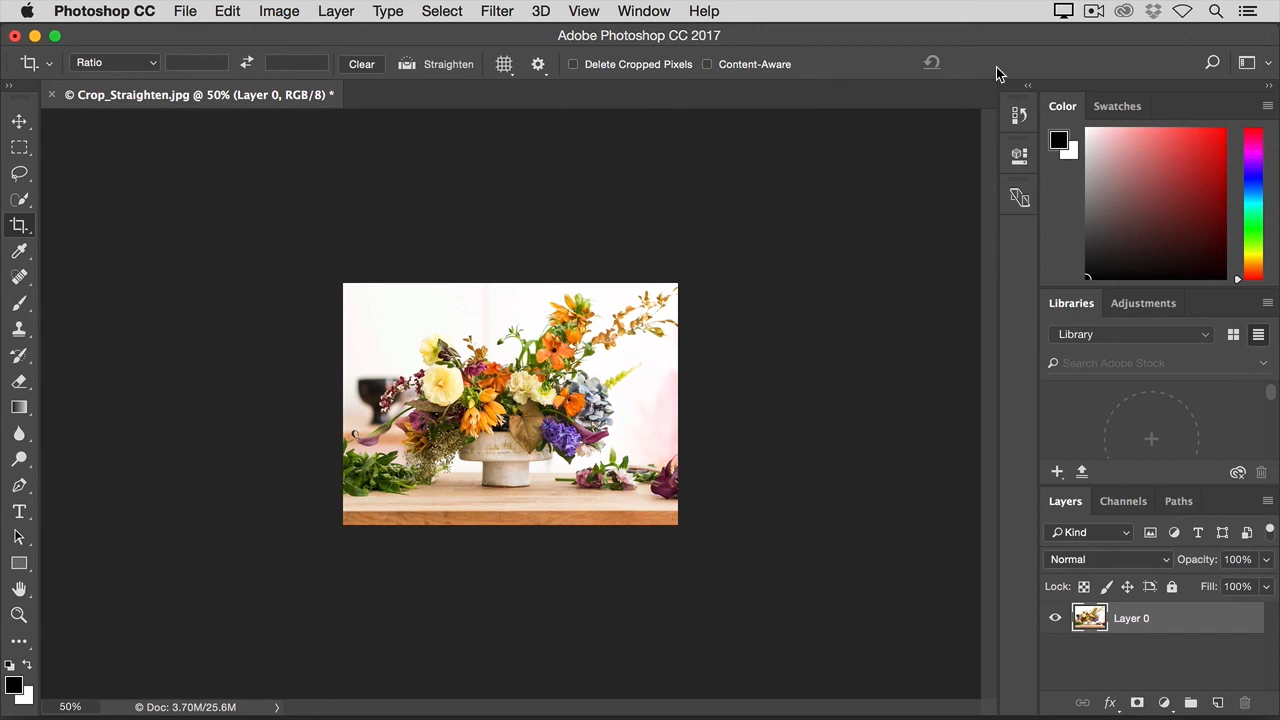 Photoshop CC File Edit Image Layer Type Select Filter 3D View Window Help
Adobe Photoshop CC 2017
Ratio Clear Straighten Delete Cropped Pixels Content-Aware
© Crop_Straighten.jpg @ 50% (Layer 0, RGB/8) *
Color Swatches
Libraries Adjustments
Library
Search Adobe Stock
Layers Channels Paths
Kind
Normal Opacity: 100%
Lock: Fill: 100%
Layer 0
50% © Doc: 3.70M/25.6M